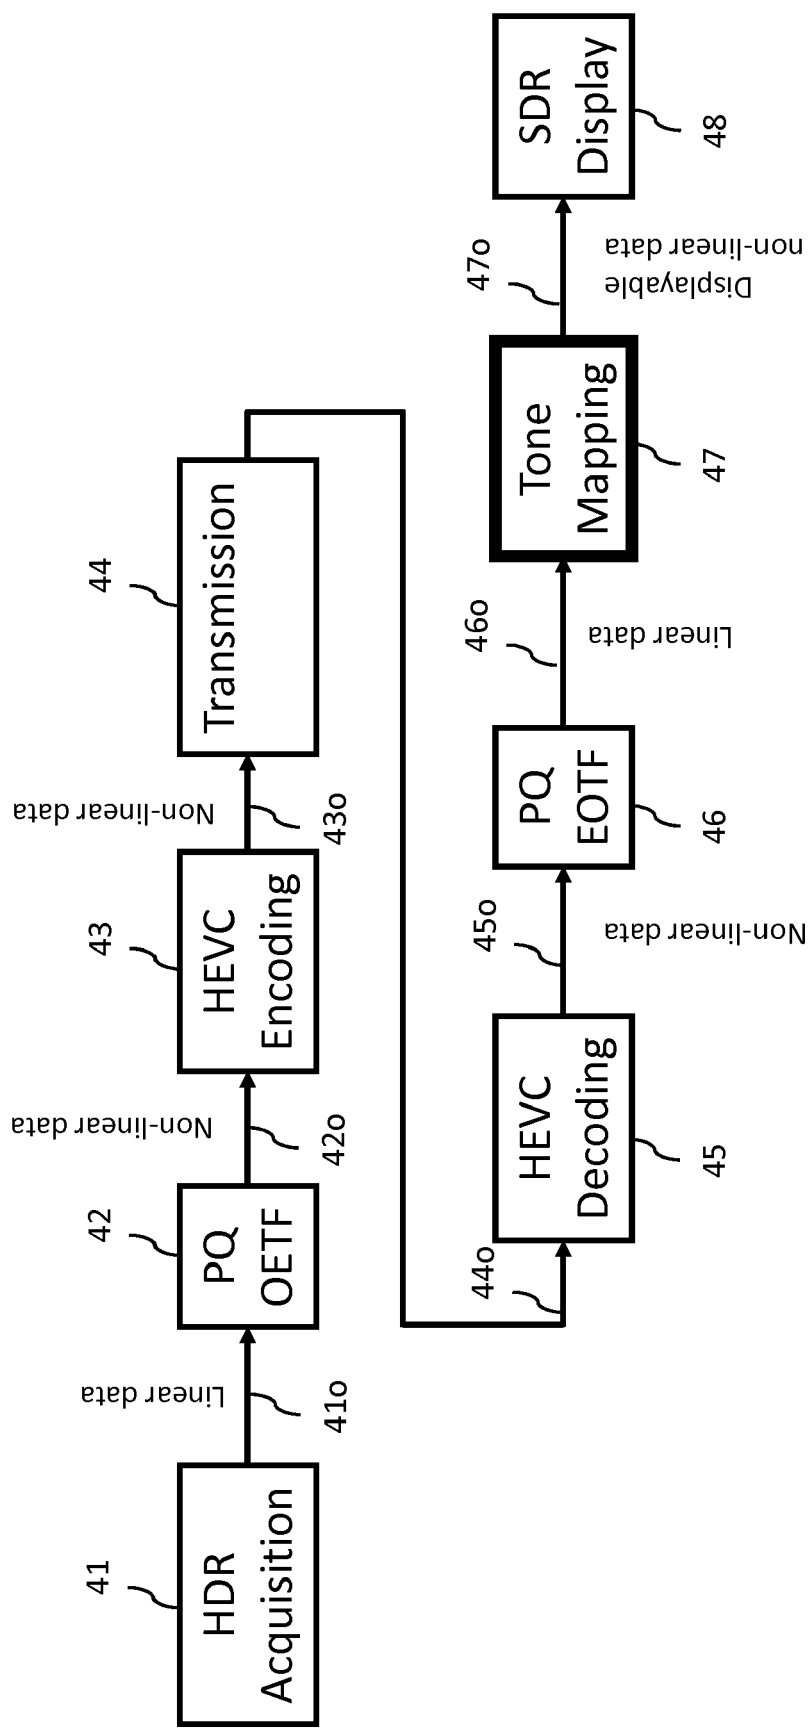 41
HDR
Acquisition
Linear data
41o
42
PQ
OETF
Non-linear data
42o
43
HEVC
Encoding
Non-linear data
43o
44
Transmission
44o
HEVC
Decoding
45
45o
Non-linear data
PQ
EOTF
46
46o
Linear data
Tone
Mapping
47
47o
Displayable
non-linear data
SDR
Display
48